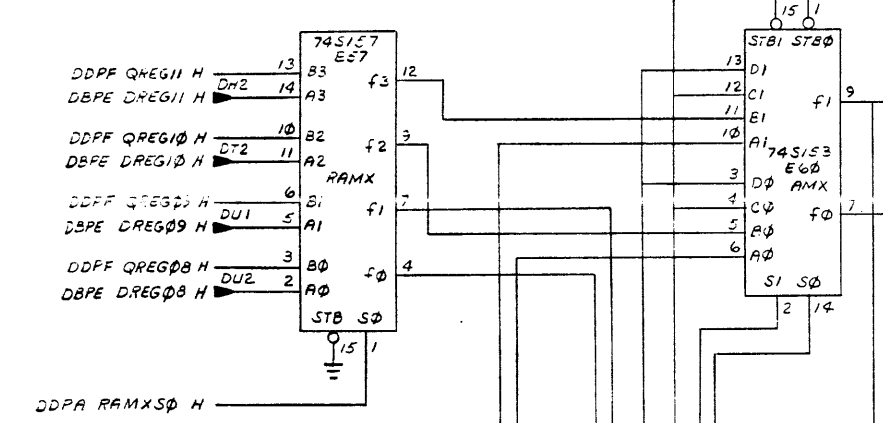 15 1
74S157
E57
STB1 STBØ
DDPF QREG11 H 13 B3
DH2
DBPE DREG11 H 14 A3
f3 12
13 D1
12 C1
11 B1
10 A1
f1 9
DDPF QREG1Ø H 1Ø B2
DT2
DBPE DREG1Ø H 11 A2
f2 9
RAMX
74S153
E6Ø
AMX
DDPF QREG09 H 6 B1
DU1
DBPE DREG09 H 5 A1
f1 7
3 DØ
4 CØ
5 BØ
6 AØ
fØ 7
DDPF QREGØ8 H 3 BØ
DU2
DBPE DREGØ8 H 2 AØ
fØ 4
S1 SØ
2 14
STB SØ
15 1
DDPA RAMXSØ H